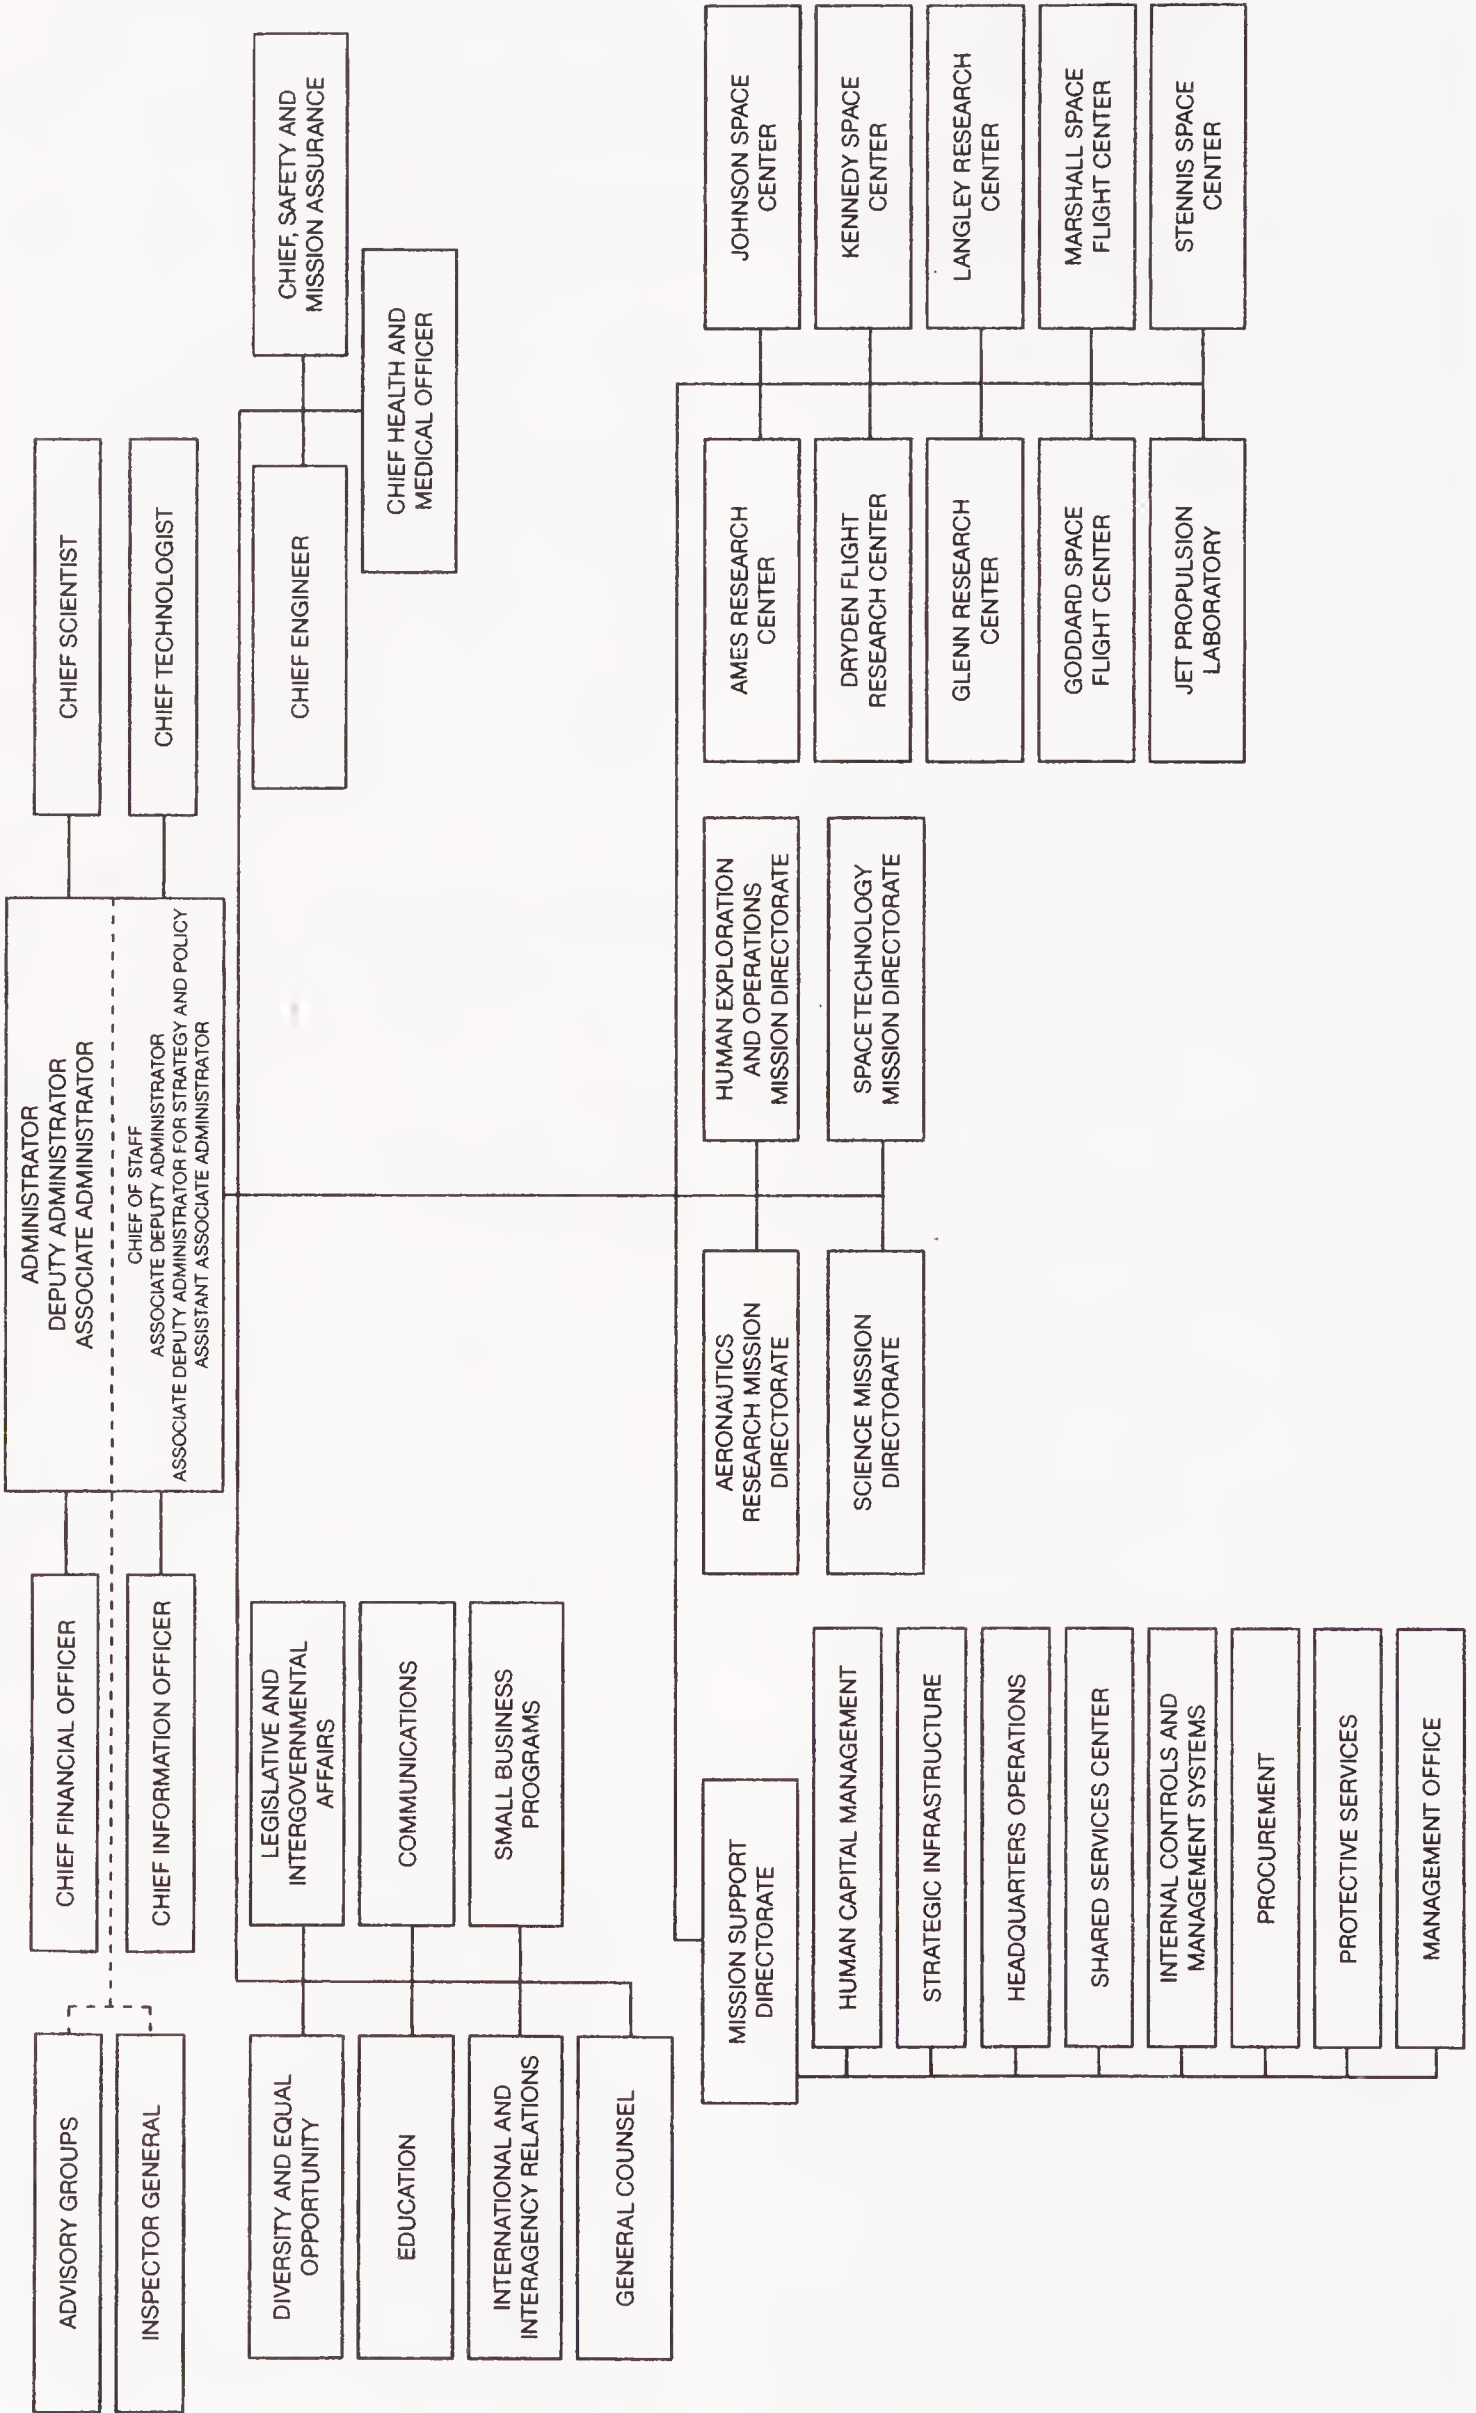 ADMINISTRATOR
DEPUTY ADMINISTRATOR
ASSOCIATE ADMINISTRATOR
CHIEF OF STAFF
ASSOCIATE DEPUTY ADMINISTRATOR
ASSOCIATE DEPUTY ADMINISTRATOR FOR STRATEGY AND POLICY
ASSISTANT ASSOCIATE ADMINISTRATOR
ADVISORY GROUPS
INSPECTOR GENERAL
CHIEF FINANCIAL OFFICER
CHIEF INFORMATION OFFICER
CHIEF SCIENTIST
CHIEF TECHNOLOGIST
DIVERSITY AND EQUAL
OPPORTUNITY
LEGISLATIVE AND
INTERGOVERNMENTAL
AFFAIRS
EDUCATION
COMMUNICATIONS
INTERNATIONAL AND
INTERAGENCY RELATIONS
SMALL BUSINESS
PROGRAMS
GENERAL COUNSEL
CHIEF ENGINEER
CHIEF, SAFETY AND
MISSION ASSURANCE
CHIEF HEALTH AND
MEDICAL OFFICER
MISSION SUPPORT
DIRECTORATE
HUMAN CAPITAL MANAGEMENT
STRATEGIC INFRASTRUCTURE
HEADQUARTERS OPERATIONS
SHARED SERVICES CENTER
INTERNAL CONTROLS AND
MANAGEMENT SYSTEMS
PROCUREMENT
PROTECTIVE SERVICES
MANAGEMENT OFFICE
AERONAUTICS
RESEARCH MISSION
DIRECTORATE
HUMAN EXPLORATION
AND OPERATIONS
MISSION DIRECTORATE
SCIENCE MISSION
DIRECTORATE
SPACE TECHNOLOGY
MISSION DIRECTORATE
AMES RESEARCH
CENTER
JOHNSON SPACE
CENTER
DRYDEN FLIGHT
RESEARCH CENTER
KENNEDY SPACE
CENTER
GLENN RESEARCH
CENTER
LANGLEY RESEARCH
CENTER
GODDARD SPACE
FLIGHT CENTER
MARSHALL SPACE
FLIGHT CENTER
JET PROPULSION
LABORATORY
STENNIS SPACE
CENTER